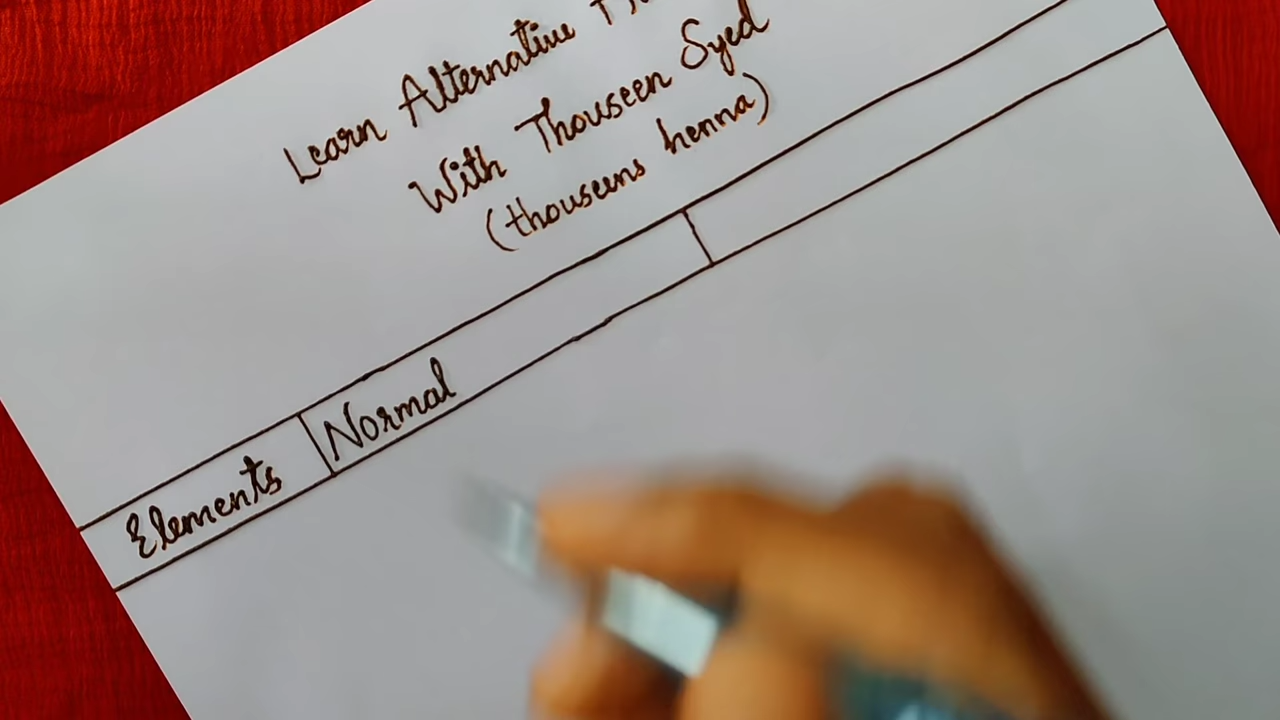 Learn Alternative
With Thouseen Syed
(thouseens henna)
Elements Normal